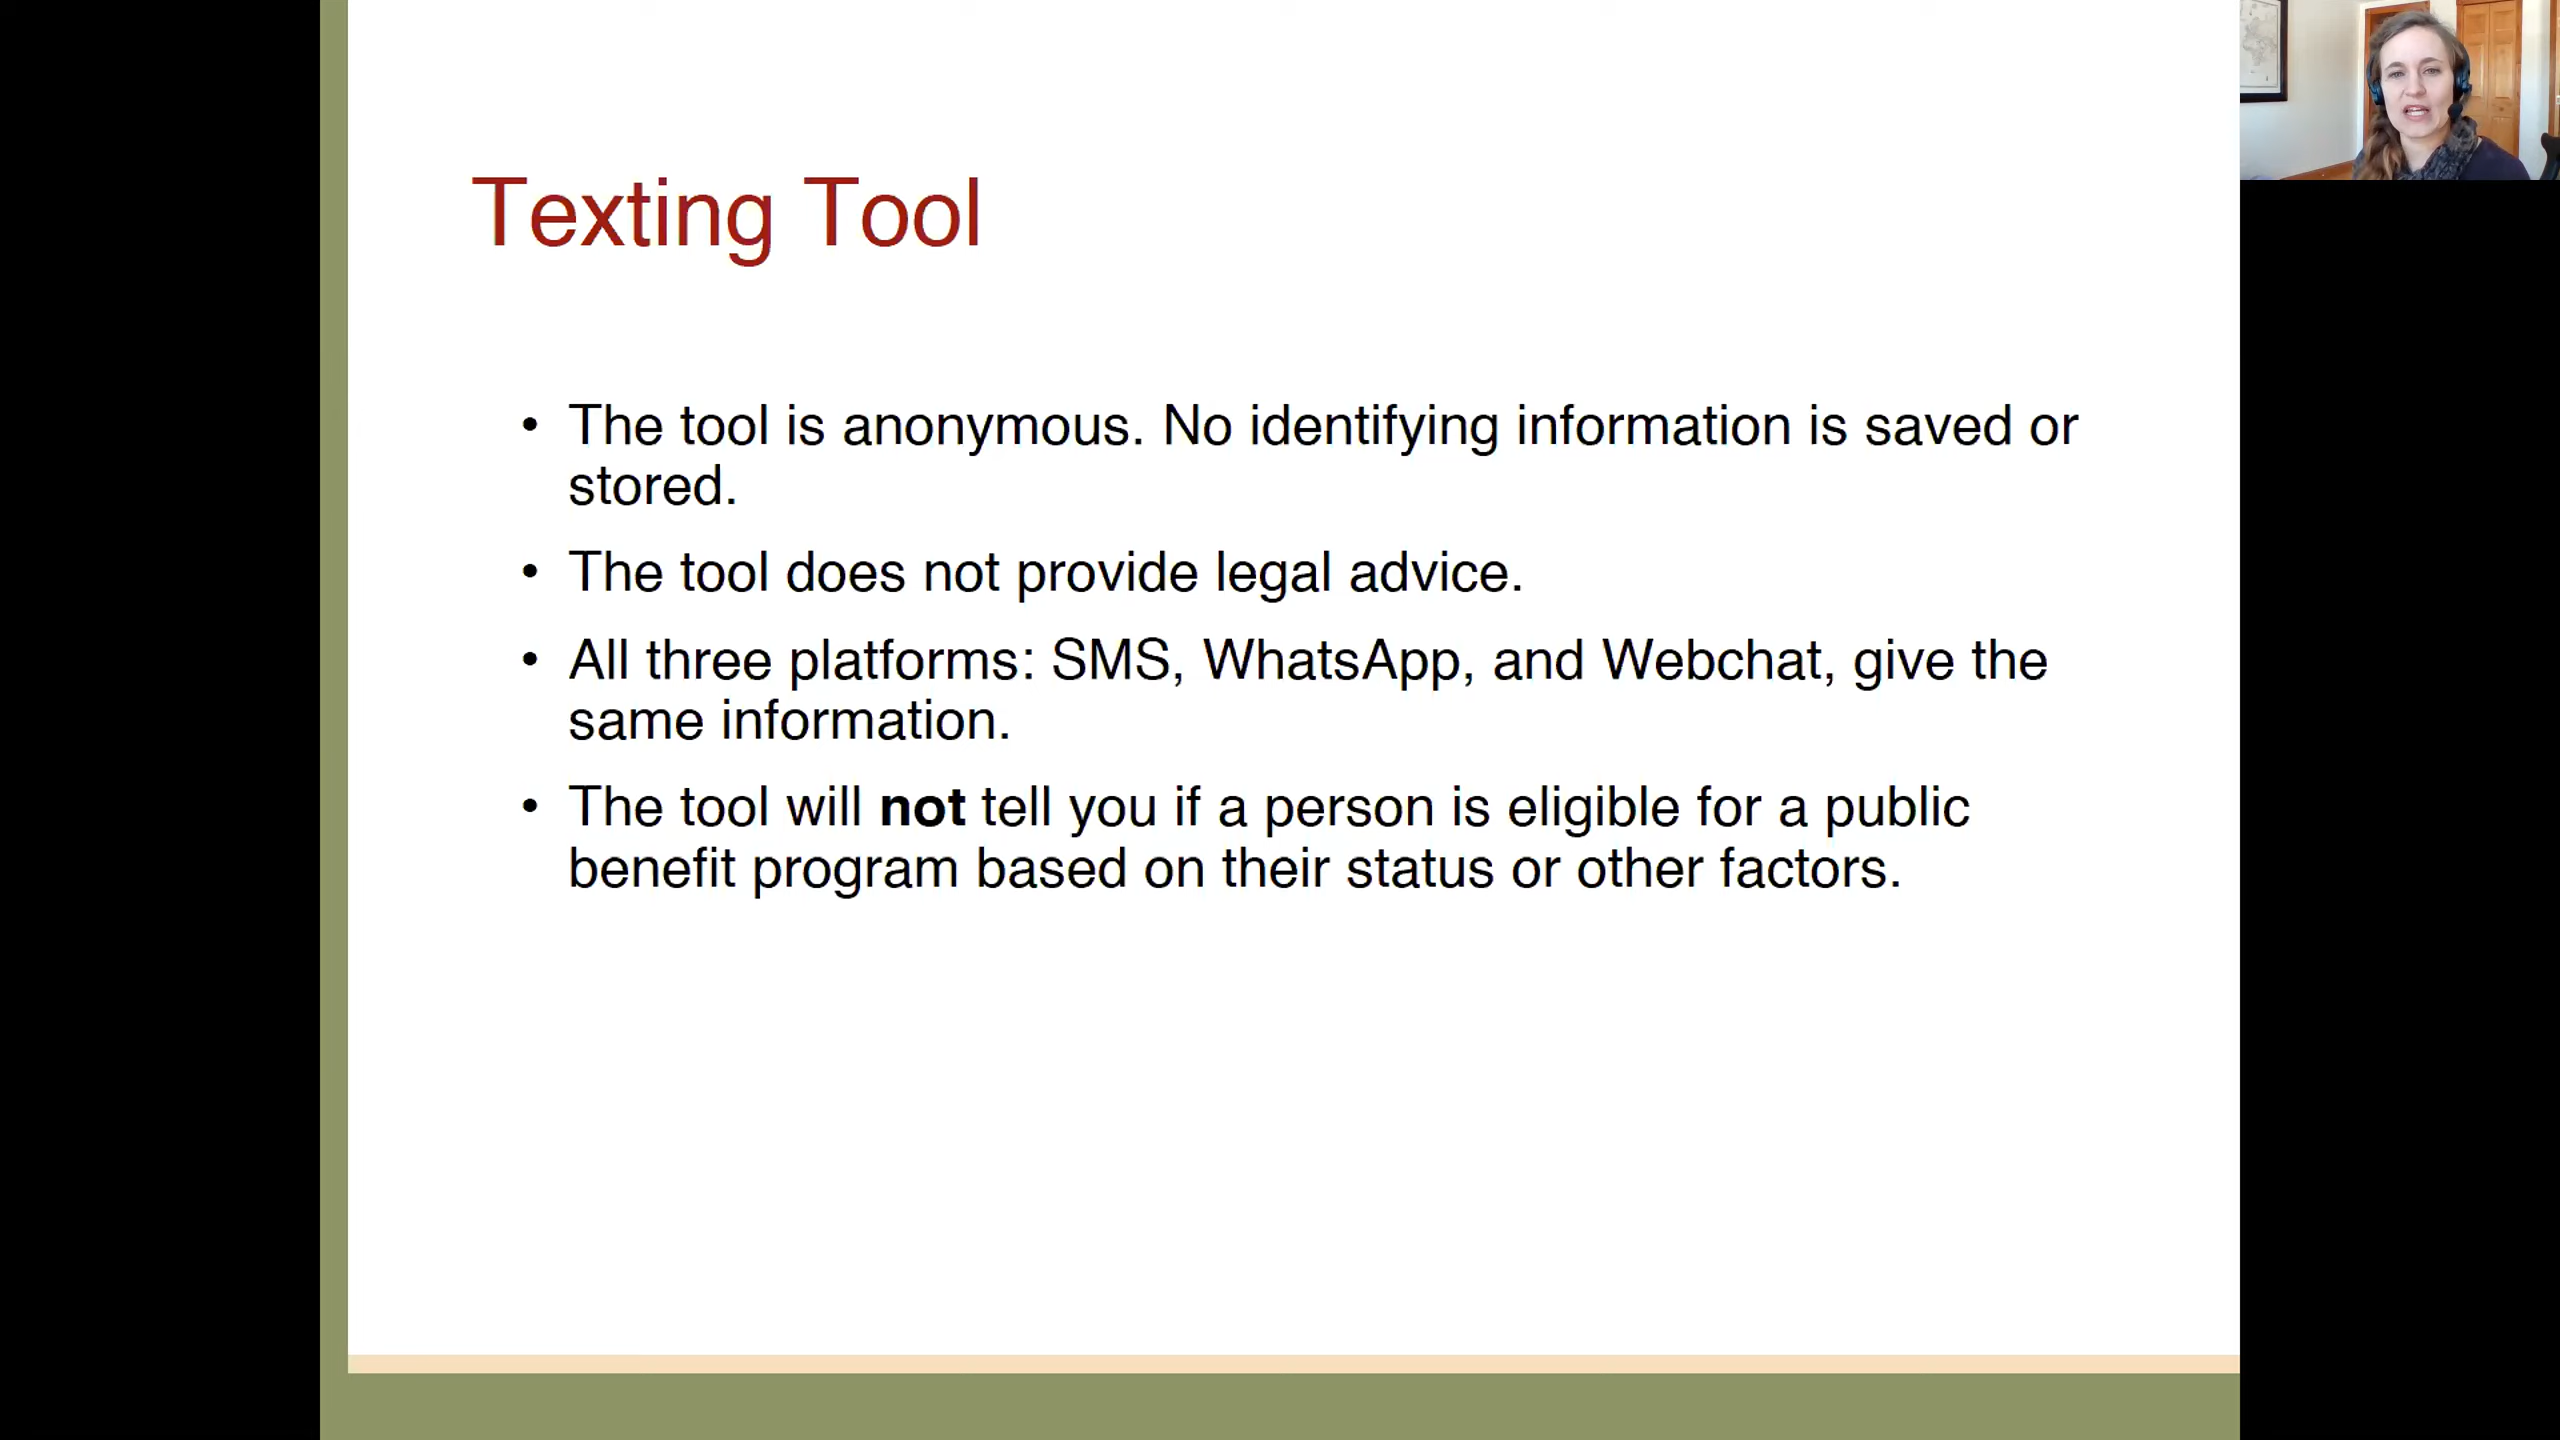 Texting Tool
• The tool is anonymous. No identifying information is saved or
stored.
• The tool does not provide legal advice.
• All three platforms: SMS, WhatsApp, and Webchat, give the
same information.
• The tool will not tell you if a person is eligible for a public
benefit program based on their status or other factors.